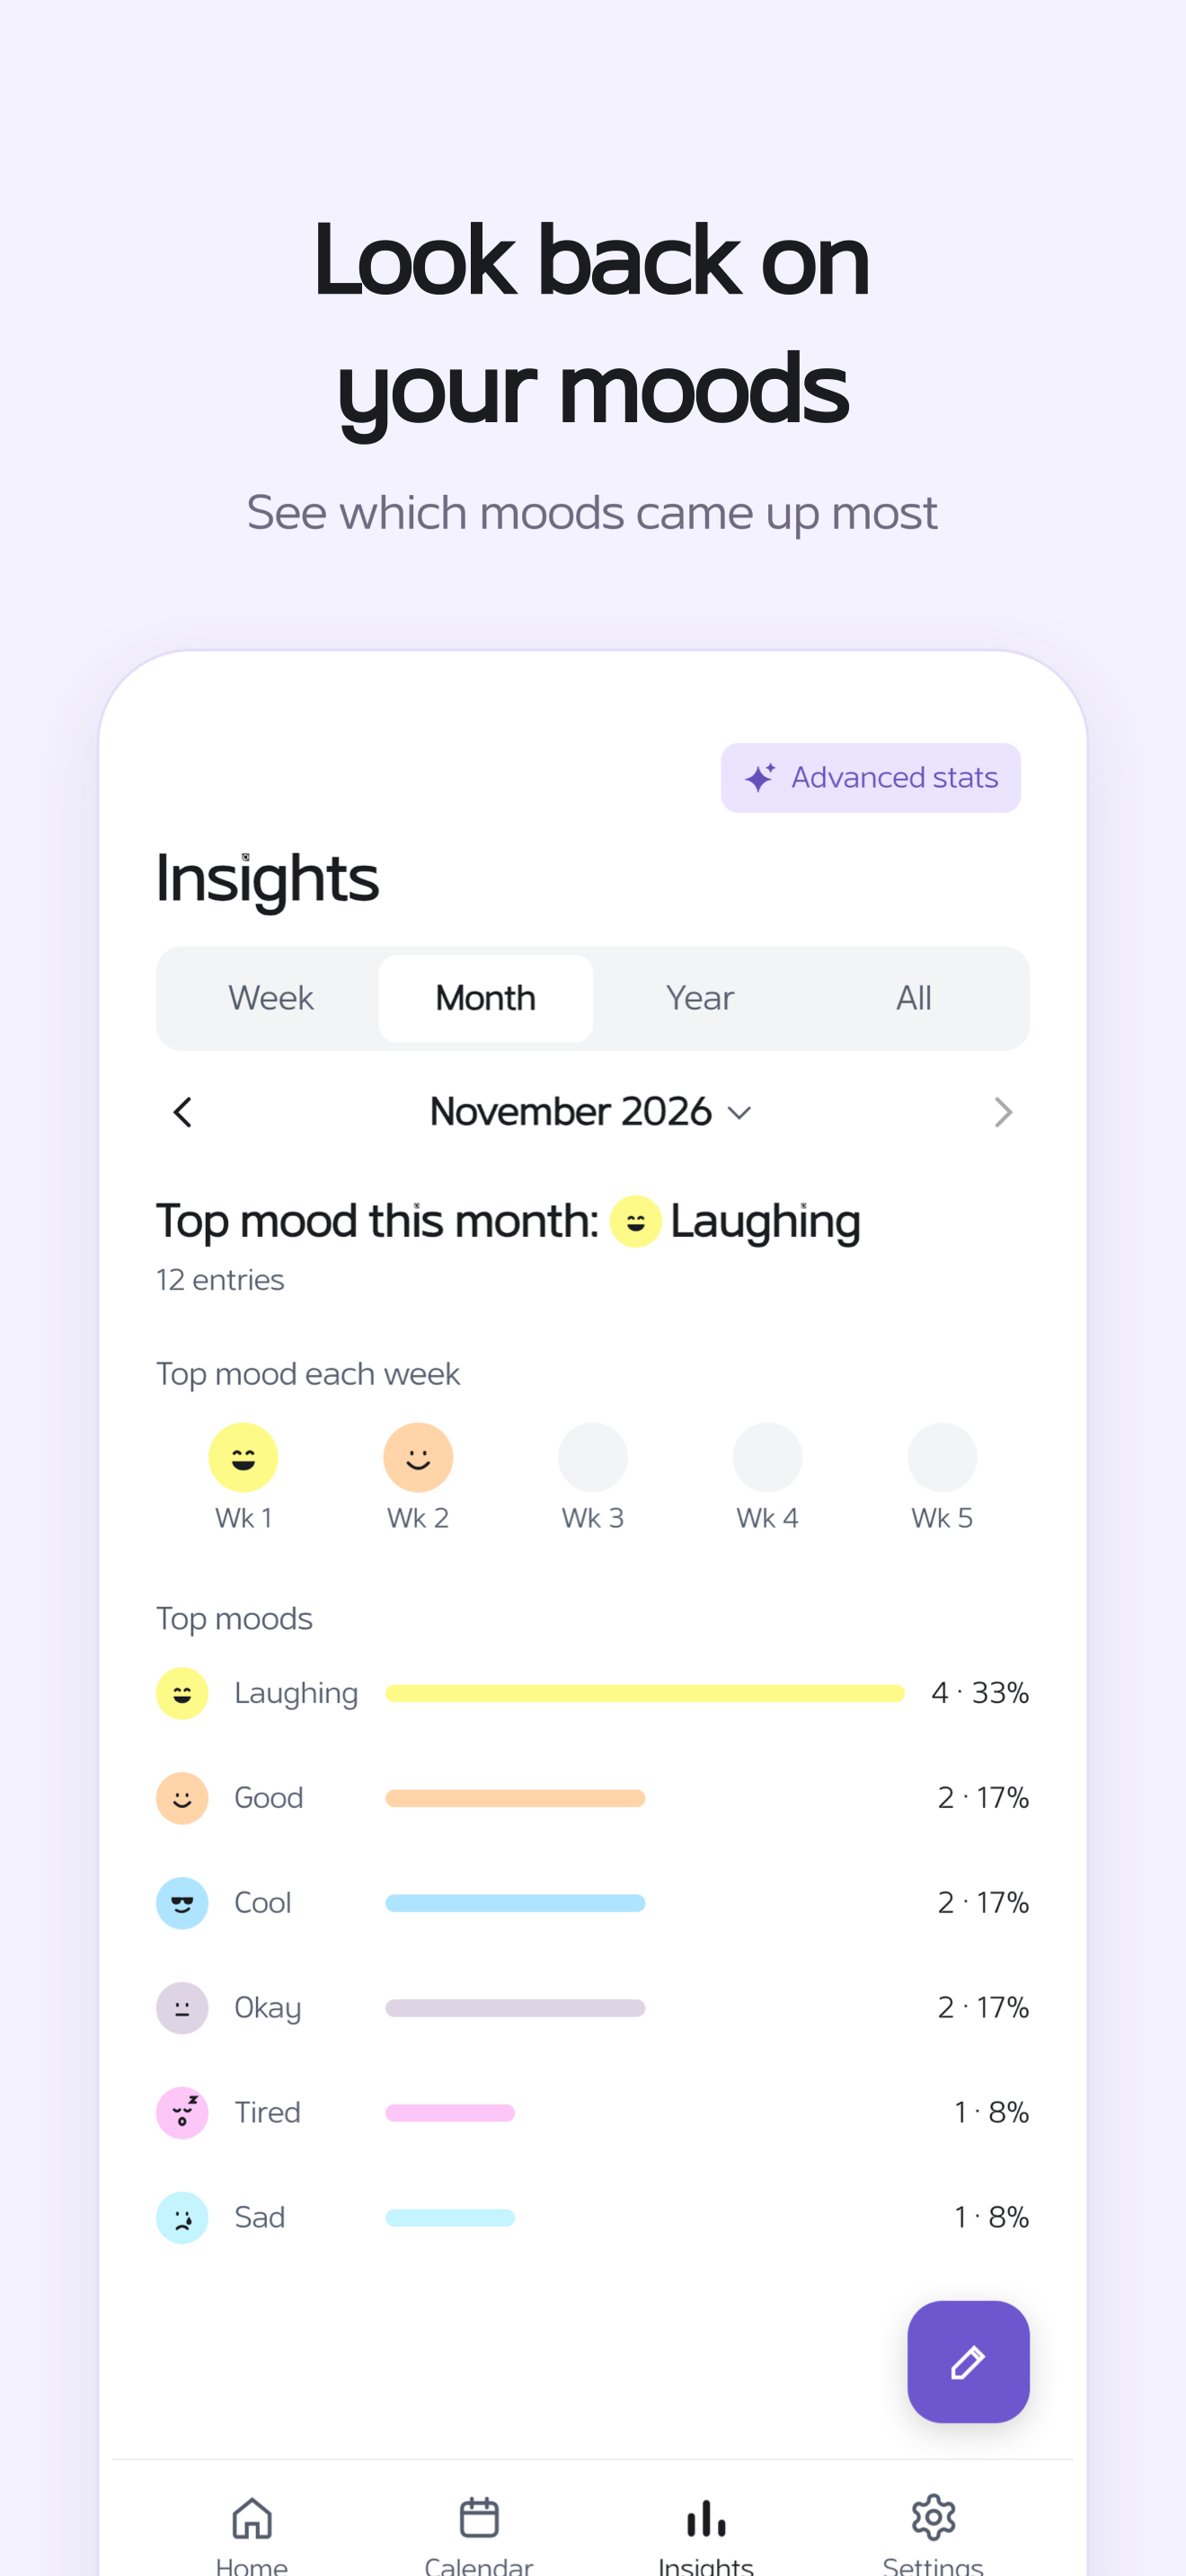 Look back on
your moods
See which moods came up most
Advanced stats
Insights
Week Month Year All
November 2026
Top mood this month: Laughing
12 entries
Top mood each week
Wk 1 Wk 2 Wk 3 Wk 4 Wk 5
Top moods
Laughing 4 · 33%
Good 2 · 17%
Cool 2 · 17%
Okay 2 · 17%
Tired 1 · 8%
Sad 1 · 8%
Home Calendar Insights Settings